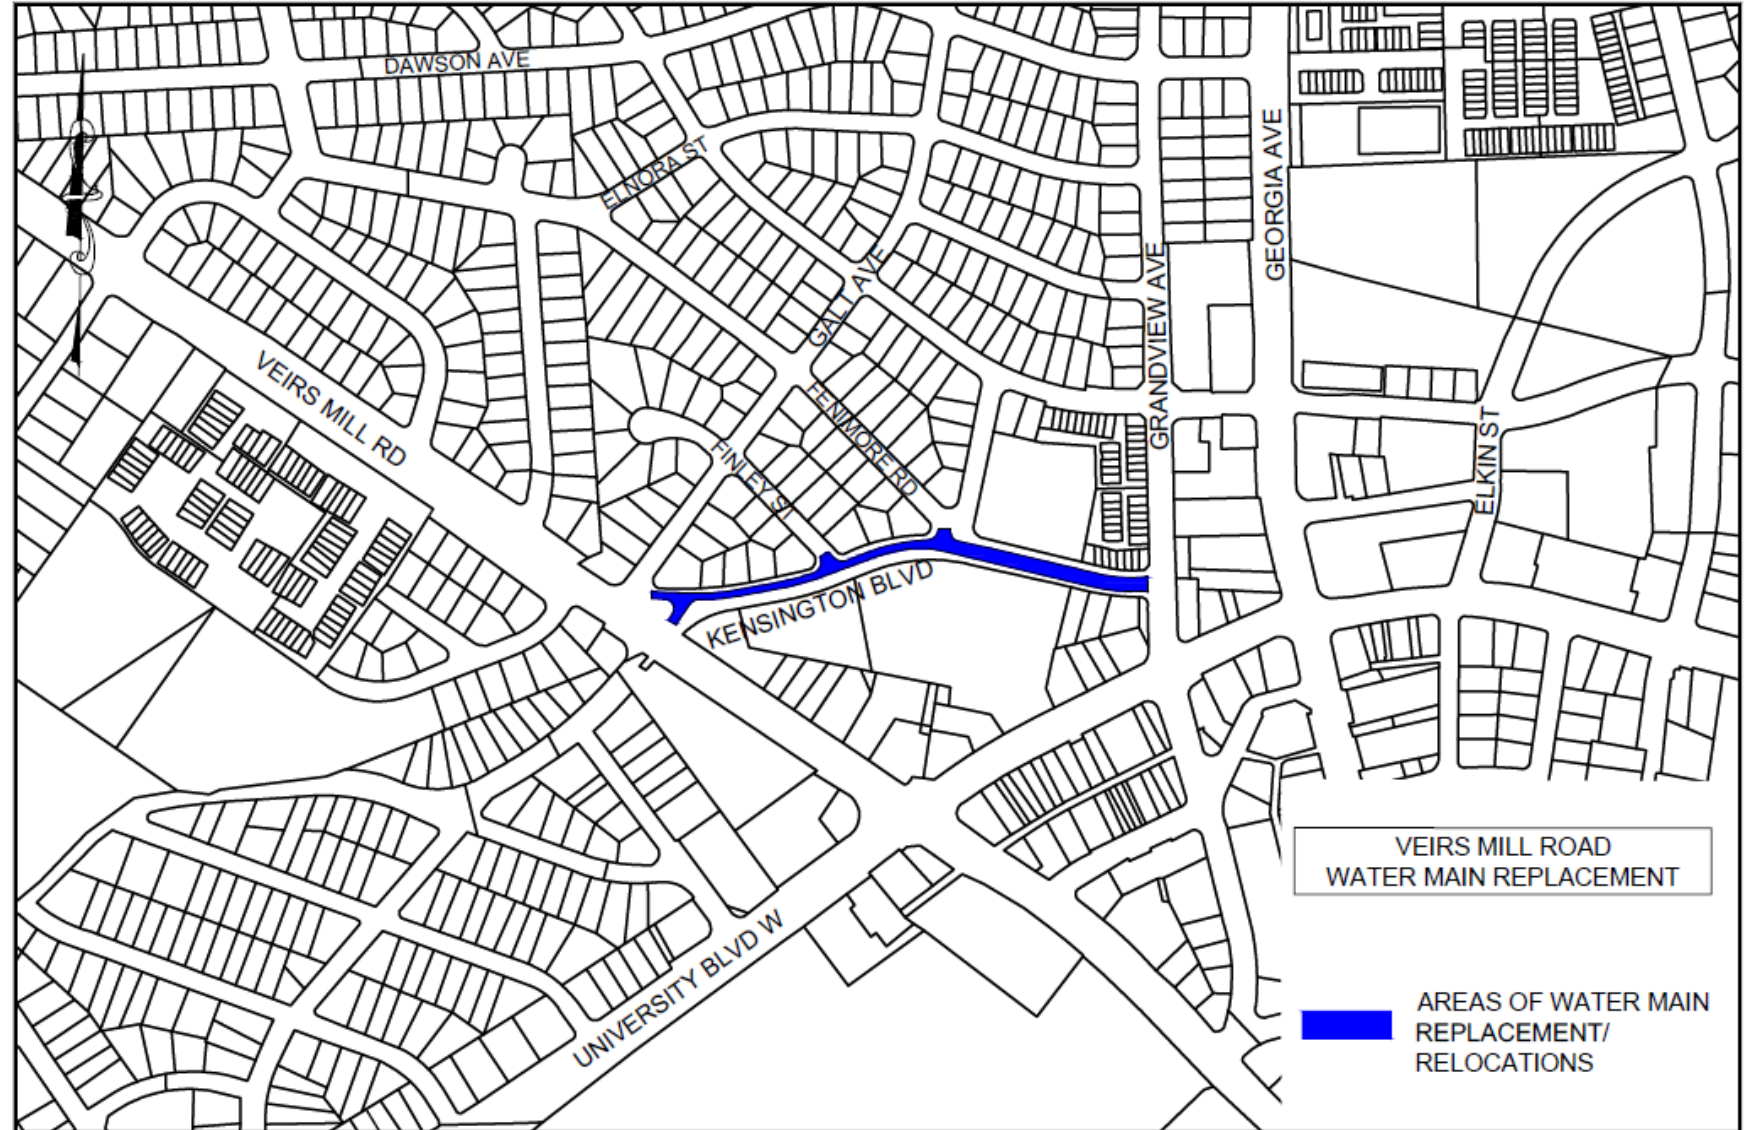 DAWSON AVE
ELNORA ST
GEORGIA AVE
GALT AVE
GRANDVIEW AVE
VEIRS MILL RD
FENIMORE RD
FINLEY ST
ELKIN ST
KENSINGTON BLVD
VEIRS MILL ROAD
WATER MAIN REPLACEMENT
UNIVERSITY BLVD W
AREAS OF WATER MAIN
REPLACEMENT/
RELOCATIONS